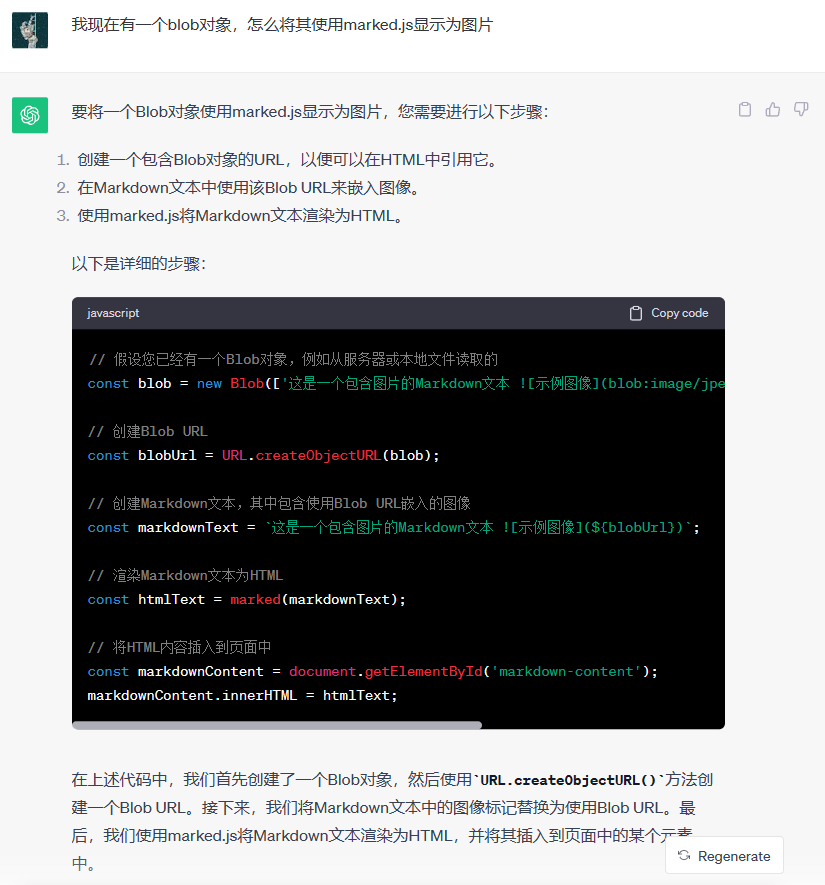 我现在有一个blob对象，怎么将其使用marked.js显示为图片
要将一个Blob对象使用marked.js显示为图片，您需要进行以下步骤：
1. 创建一个包含Blob对象的URL，以便可以在HTML中引用它。
2. 在Markdown文本中使用该Blob URL来嵌入图像。
3. 使用marked.js将Markdown文本渲染为HTML。
以下是详细的步骤：
javascript Copy code
// 假设您已经有一个Blob对象，例如从服务器或本地文件读取的
const blob = new Blob(['这是一个包含图片的Markdown文本 ![示例图像](blob:image/jpe
// 创建Blob URL
const blobUrl = URL.createObjectURL(blob);
// 创建Markdown文本，其中包含使用Blob URL嵌入的图像
const markdownText = `这是一个包含图片的Markdown文本 ![示例图像](${blobUrl})`;
// 渲染Markdown文本为HTML
const htmlText = marked(markdownText);
// 将HTML内容插入到页面中
const markdownContent = document.getElementById('markdown-content');
markdownContent.innerHTML = htmlText;
在上述代码中，我们首先创建了一个Blob对象，然后使用`URL.createObjectURL()`方法创
建一个Blob URL。接下来，我们将Markdown文本中的图像标记替换为使用Blob URL。最
后，我们使用marked.js将Markdown文本渲染为HTML，并将其插入到页面中的某个元素
中。
Regenerate